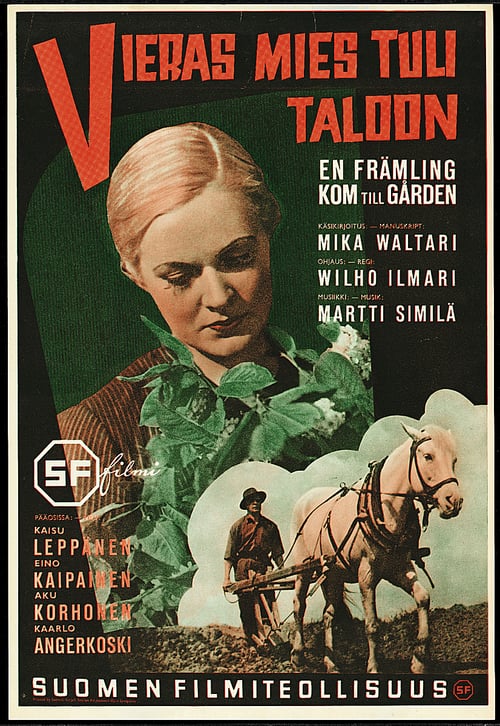 VIERAS MIES TULI
TALOON
EN FRÄMLING
KOM TILL GÅRDEN
KÄSIKIRJOITUS: — MANUSKRIPT:
MIKA WALTARI
OHJAUS: — REGI:
WILHO ILMARI
MUSIIKKI: — MUSIK:
MARTTI SIMILÄ
SF filmi
PÄÄOSISSA:
KAISU
LEPPÄNEN
EINO
KAIPAINEN
AKU
KORHONEN
KAARLO
ANGERKOSKI
SUOMEN FILMITEOLLISUUS SF